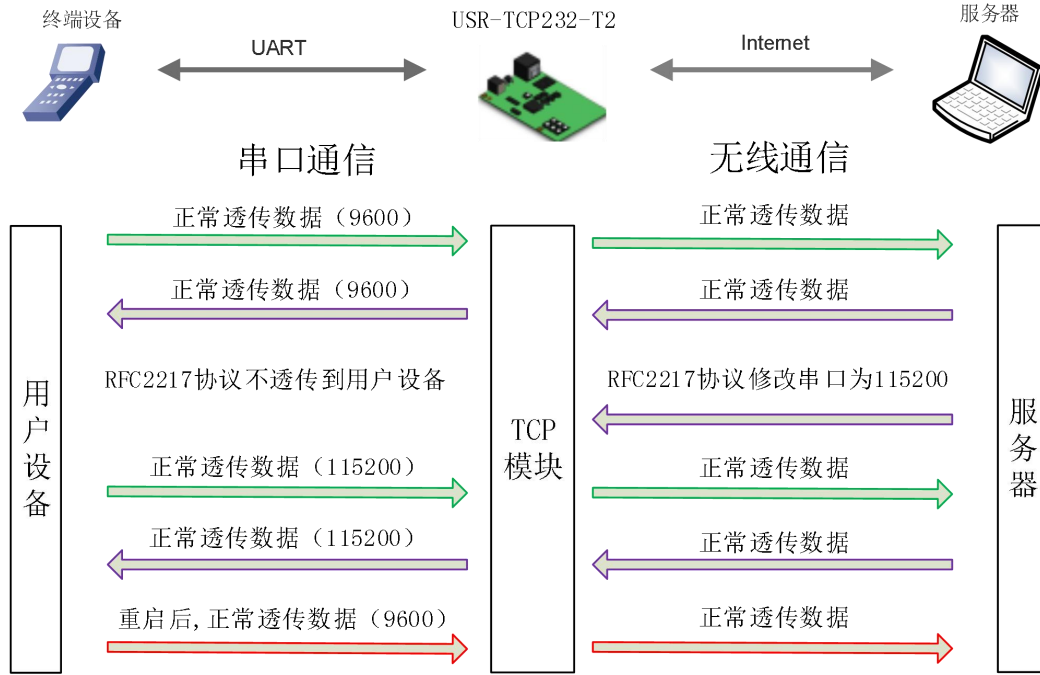 终端设备
USR-TCP232-T2
服务器
UART
Internet
串口通信
无线通信
正常透传数据（9600）
正常透传数据
正常透传数据（9600）
正常透传数据
RFC2217协议不透传到用户设备
RFC2217协议修改串口为115200
用户设备
TCP
模块
服务器
正常透传数据（115200）
正常透传数据
正常透传数据（115200）
正常透传数据
重启后,正常透传数据（9600）
正常透传数据